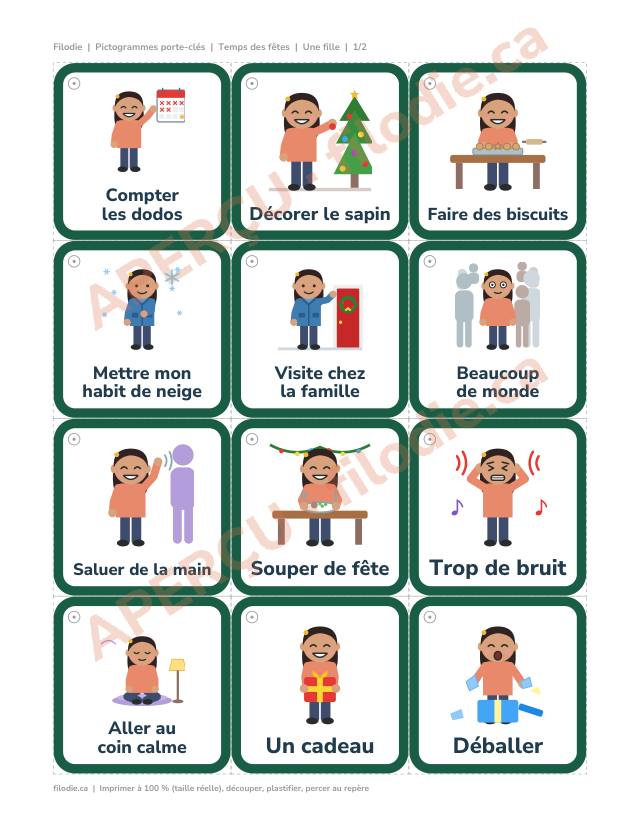 Filodie | Pictogrammes porte-clés | Temps des fêtes | Une fille | 1/2
Compter
les dodos
Décorer le sapin
Faire des biscuits
Mettre mon
habit de neige
Visite chez
la famille
Beaucoup
de monde
Saluer de la main
Souper de fête
Trop de bruit
Aller au
coin calme
Un cadeau
Déballer
APERÇU · filodie.ca
APERÇU · filodie.ca
filodie.ca | Imprimer à 100 % (taille réelle), découper, plastifier, percer au repère